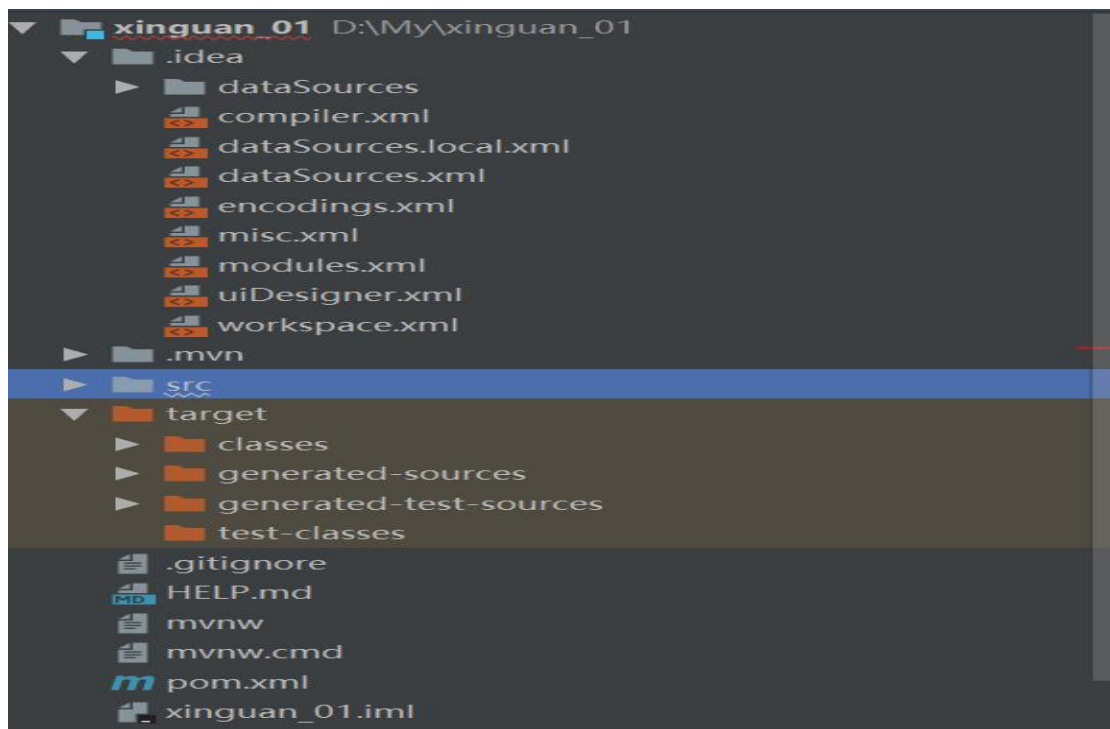 xinguan_01 D:\My\xinguan_01
.idea
dataSources
compiler.xml
dataSources.local.xml
dataSources.xml
encodings.xml
misc.xml
modules.xml
uiDesigner.xml
workspace.xml
.mvn
src
target
classes
generated-sources
generated-test-sources
test-classes
.gitignore
HELP.md
mvnw
mvnw.cmd
pom.xml
xinguan_01.iml